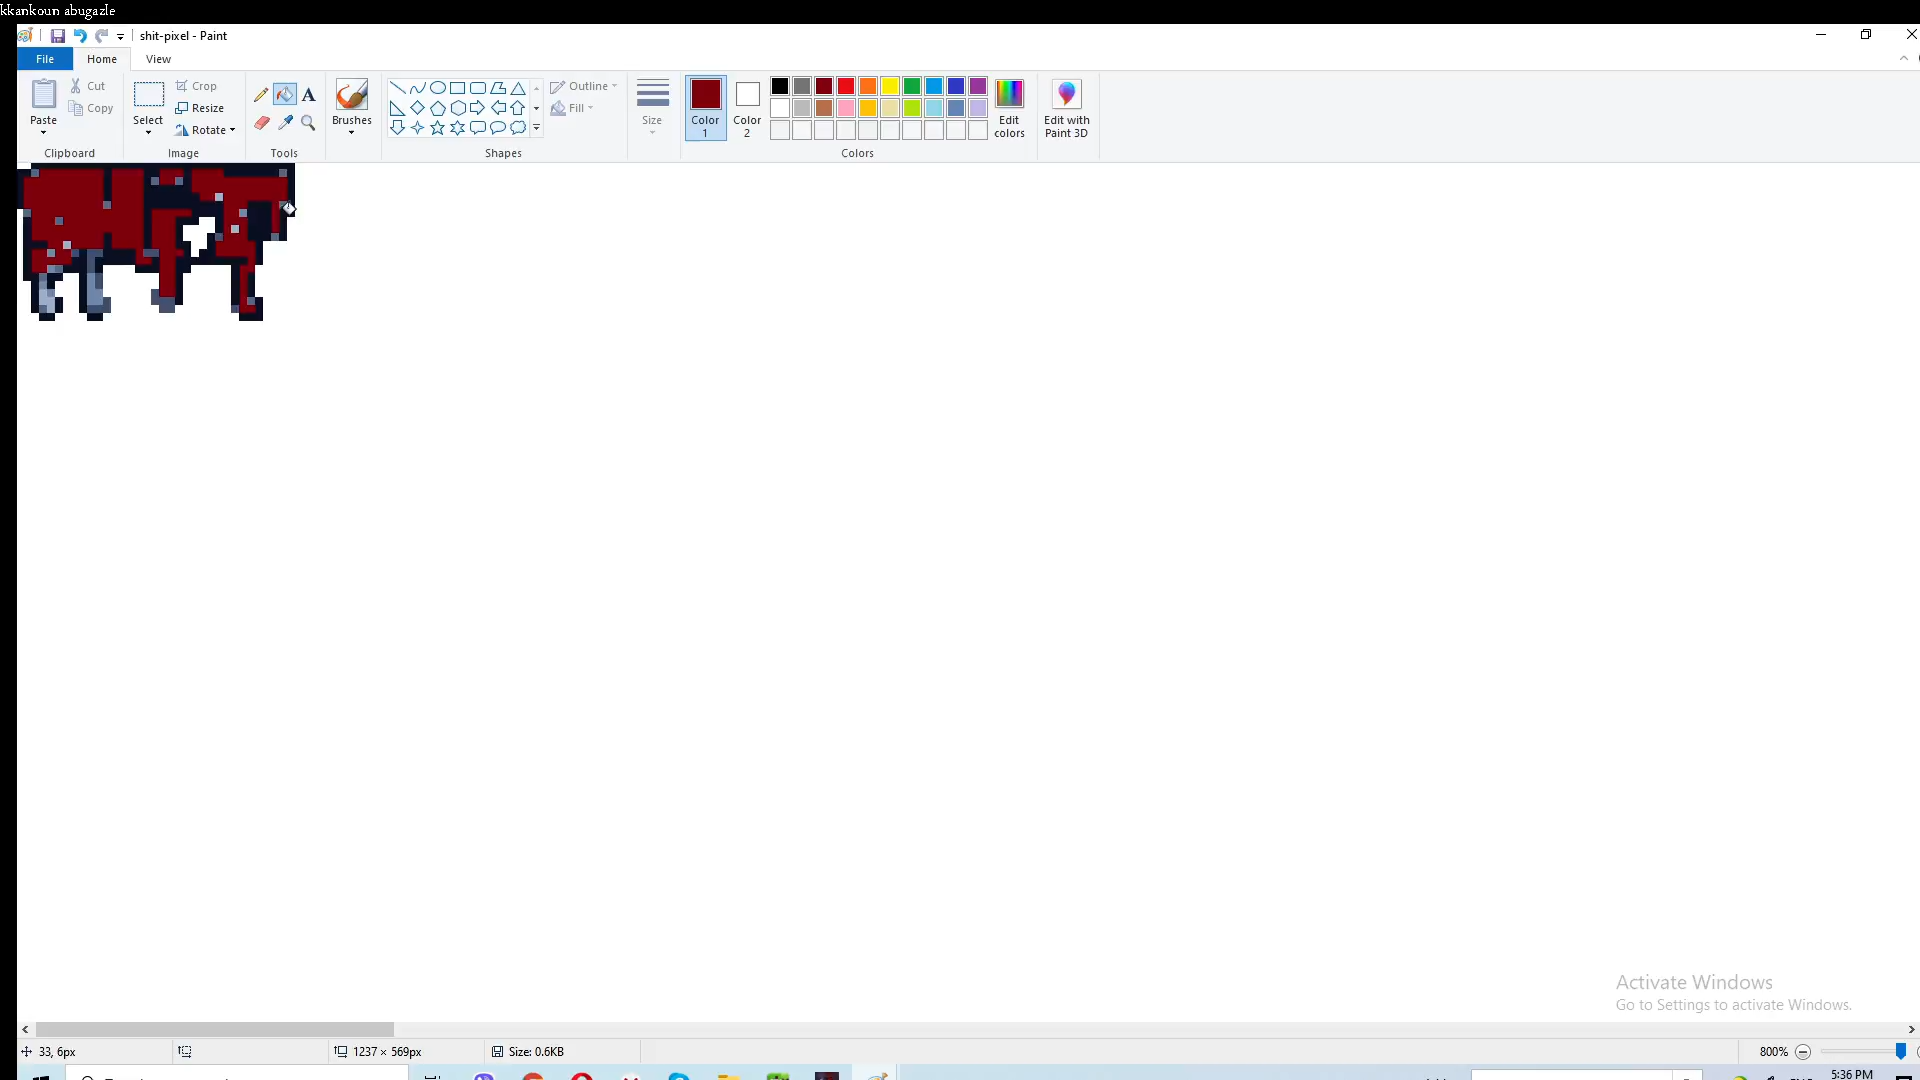 kkankoun abugazle
shit-pixel - Paint
File Home View
Paste Cut Copy
Clipboard
Select Crop Resize Rotate
Image
A
Tools
Brushes
Outline Fill
Shapes
Size
Color 1
Color 2
Edit colors
Colors
Edit with Paint 3D
Activate Windows
Go to Settings to activate Windows.
33, 6px
1237 × 569px
Size: 0.6KB
800%
5:36 PM